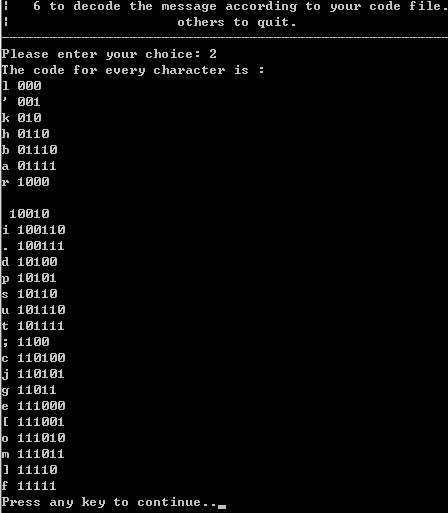 ¦   6 to decode the message according to your code file.
¦                      others to quit.
--------------------------------------------------------
Please enter your choice: 2
The code for every character is :
l 000
' 001
k 010
h 0110
b 01110
a 01111
r 1000

 10010
i 100110
. 100111
d 10100
p 10101
s 10110
u 101110
t 101111
; 1100
c 110100
j 110101
g 11011
e 111000
[ 111001
o 111010
m 111011
] 11110
f 11111
Press any key to continue.._